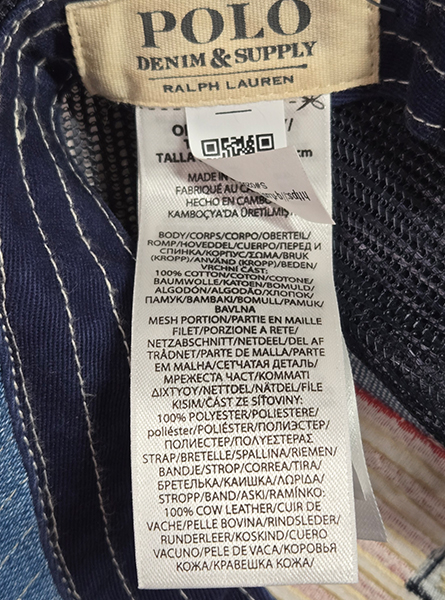 POLO
DENIM & SUPPLY
RALPH LAUREN
TALLA
MADE IN
FABRIQUÉ AU
HECHO EN
KAMBOÇYA'DA ÜRETİLMİŞ
BODY/CORPS/CORPO/OBERTEIL/
ROMP/HOVEDDEL/CUERPO/ПЕРЕД И
СПИНКА/КОРПУС/ΣΩΜΑ/BRUK
(KROPP)/ANVÄND (KROPP)/BEDEN/
VRCHNÍ ČÁST:
100% COTTON/COTON/COTONE/
BAUMWOLLE/KATOEN/BOMULD/
ALGODÓN/ALGODÃO/ХЛОПОК/
ПАМУК/ΒΑΜΒΑΚΙ/BOMULL/PAMUK/
BAVLNA
MESH PORTION/PARTIE EN MAILLE
FILET/PORZIONE A RETE/
NETZABSCHNITT/NETDEEL/DEL AF
TRÅDNET/PARTE DE MALLA/PARTE
EM MALHA/СЕТЧАТАЯ ДЕТАЛЬ/
МРЕЖЕСТА ЧАСТ/ΚΟΜΜΑΤΙ
ΔΙΧΤΥΟΥ/NETTDEL/NÄTDEL/FİLE
KISIM/ČÁST ZE SÍŤOVINY:
100% POLYESTER/POLIESTERE/
poliéster/POLIÉSTER/ПОЛИЭСТЕР/
ПОЛИЕСТЕР/ΠΟΛΥΕΣΤΕΡΑΣ
STRAP/BRETELLE/SPALLINA/RIEMEN/
BANDJE/STROP/CORREA/TIRA/
БРЕТЕЛЬКА/КАИШКА/ΛΩΡΙΔΑ/
STROPP/BAND/ASKI/RAMÍNKO:
100% COW LEATHER/CUIR DE
VACHE/PELLE BOVINA/RINDSLEDER/
RUNDERLEER/KOSKIND/CUERO
VACUNO/PELE DE VACA/КОРОВЬЯ
КОЖА/КРАВЕШКА КОЖА/